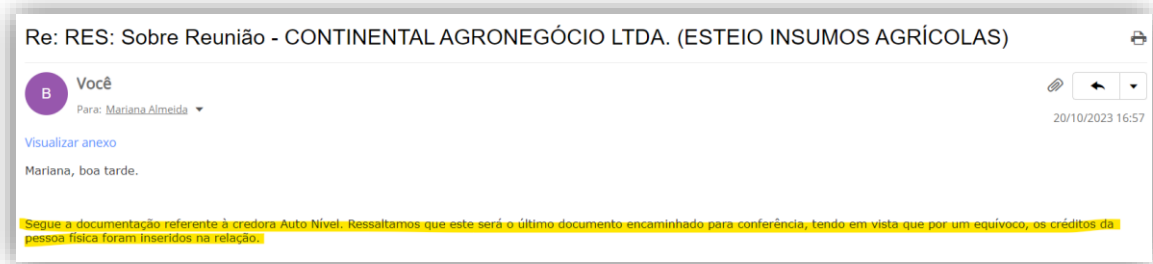 Re: RES: Sobre Reunião - CONTINENTAL AGRONEGÓCIO LTDA. (ESTEIO INSUMOS AGRÍCOLAS)
B
Você
Para: Mariana Almeida
20/10/2023 16:57
Visualizar anexo
Mariana, boa tarde.
Segue a documentação referente à credora Auto Nível. Ressaltamos que este será o último documento encaminhado para conferência, tendo em vista que por um equívoco, os créditos da
pessoa física foram inseridos na relação.